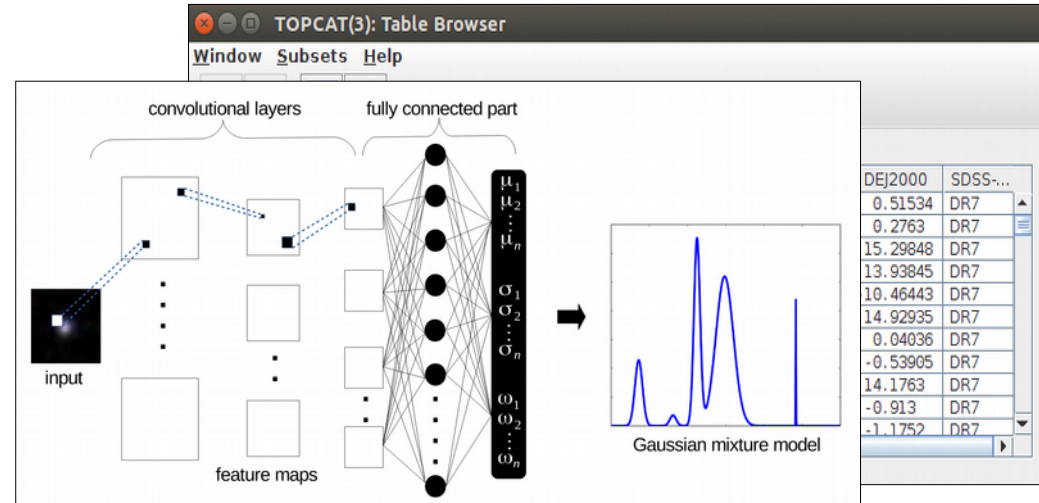 TOPCAT(3): Table Browser
Window Subsets Help
convolutional layers
fully connected part
input
feature maps
μ1
μ2
μn
σ1
σ2
σn
ω1
ω2
ωn
Gaussian mixture model
DEJ2000 SDSS-...
0.51534 DR7
0.2763 DR7
15.29848 DR7
13.93845 DR7
10.46443 DR7
14.92935 DR7
0.04036 DR7
-0.53905 DR7
14.1763 DR7
-0.913 DR7
-1.1752 DR7